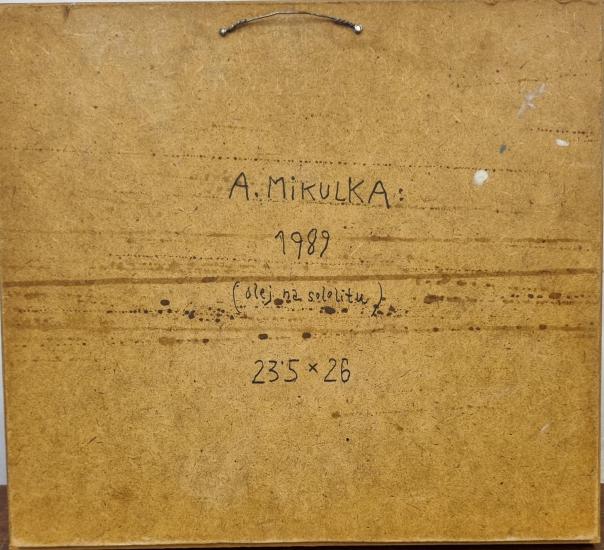 A. MiKULKA:
1989
(olej na sololitu)
23'5 × 26